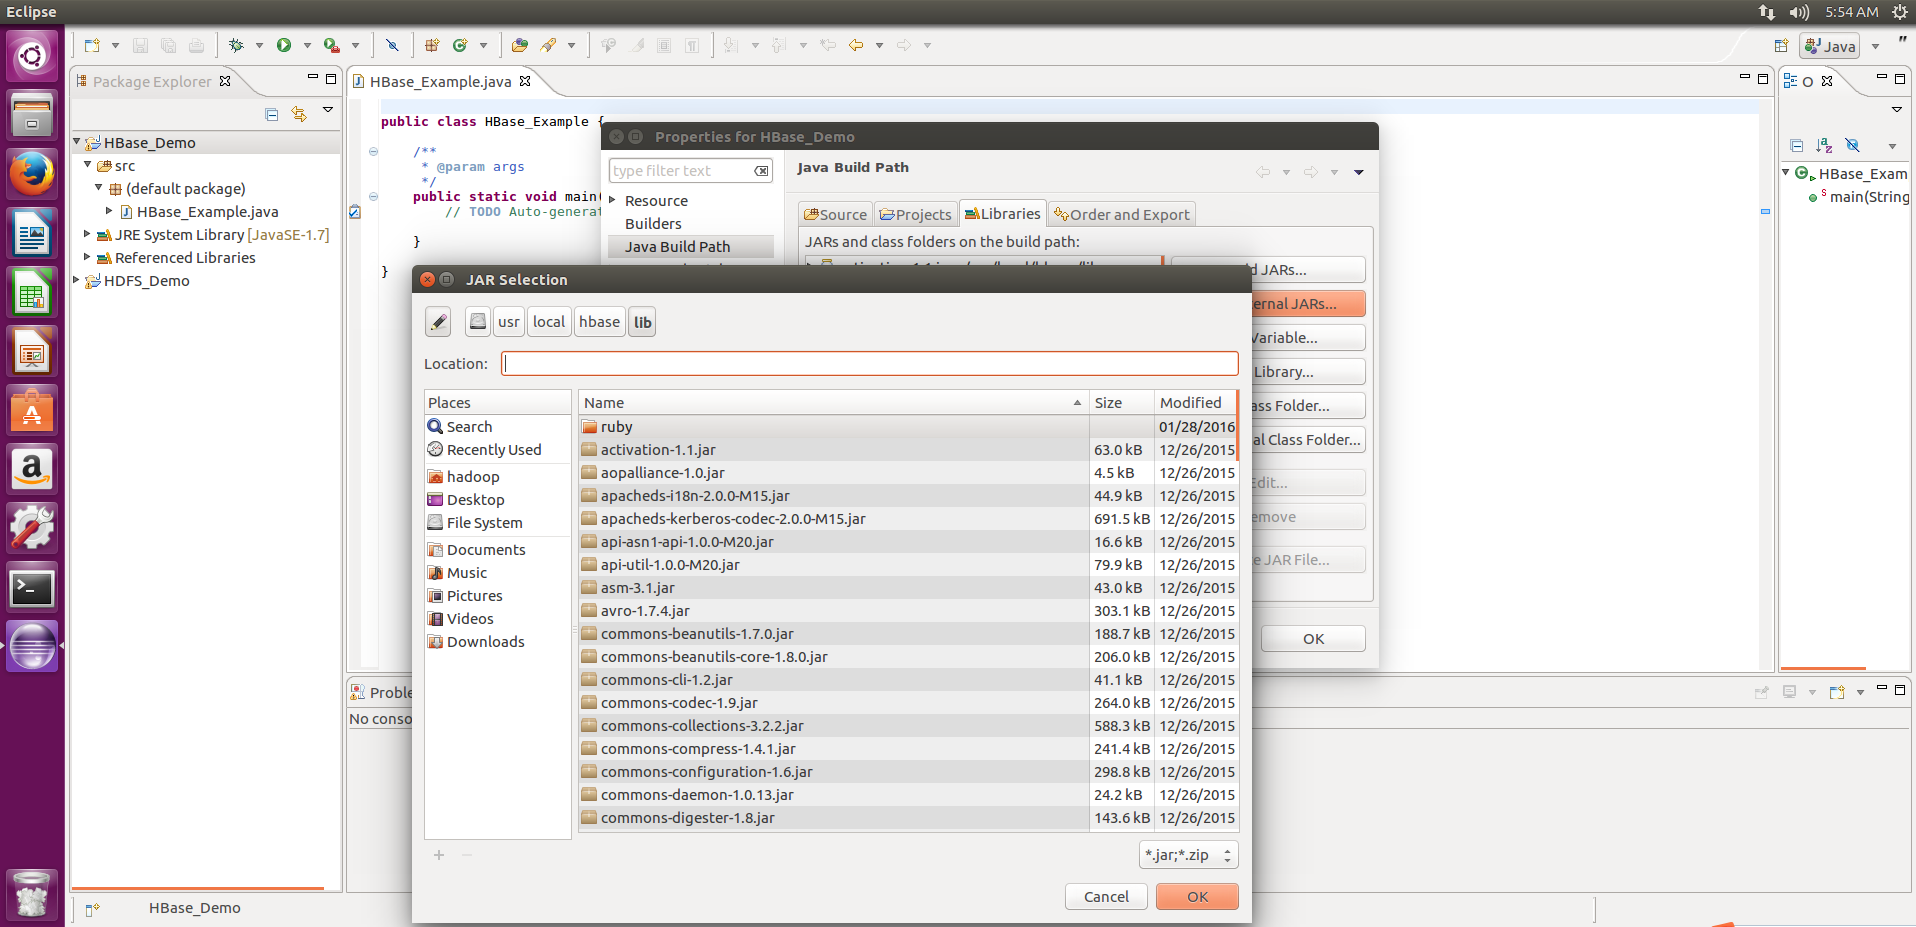 Eclipse
5:54 AM
Java
Package Explorer
HBase_Demo
src
(default package)
HBase_Example.java
JRE System Library [JavaSE-1.7]
Referenced Libraries
HDFS_Demo
HBase_Example.java
public class HBase_Example {
/**
* @param args
*/
public static void main(
// TODO Auto-generat
}
}
Properties for HBase_Demo
type filter text
Resource
Builders
Java Build Path
Java Build Path
Source
Projects
Libraries
Order and Export
JARs and class folders on the build path:
d JARs...
ernal JARs...
Variable...
Library...
ass Folder...
al Class Folder...
Edit...
emove
e JAR File...
OK
JAR Selection
usr
local
hbase
lib
Location:
Places
Search
Recently Used
hadoop
Desktop
File System
Documents
Music
Pictures
Videos
Downloads
Name Size Modified
ruby 01/28/2016
activation-1.1.jar 63.0 kB 12/26/2015
aopalliance-1.0.jar 4.5 kB 12/26/2015
apacheds-i18n-2.0.0-M15.jar 44.9 kB 12/26/2015
apacheds-kerberos-codec-2.0.0-M15.jar 691.5 kB 12/26/2015
api-asn1-api-1.0.0-M20.jar 16.6 kB 12/26/2015
api-util-1.0.0-M20.jar 79.9 kB 12/26/2015
asm-3.1.jar 43.0 kB 12/26/2015
avro-1.7.4.jar 303.1 kB 12/26/2015
commons-beanutils-1.7.0.jar 188.7 kB 12/26/2015
commons-beanutils-core-1.8.0.jar 206.0 kB 12/26/2015
commons-cli-1.2.jar 41.1 kB 12/26/2015
commons-codec-1.9.jar 264.0 kB 12/26/2015
commons-collections-3.2.2.jar 588.3 kB 12/26/2015
commons-compress-1.4.1.jar 241.4 kB 12/26/2015
commons-configuration-1.6.jar 298.8 kB 12/26/2015
commons-daemon-1.0.13.jar 24.2 kB 12/26/2015
commons-digester-1.8.jar 143.6 kB 12/26/2015
*.jar;*.zip
Cancel
OK
O
HBase_Exam
main(String
Proble
No conso
HBase_Demo